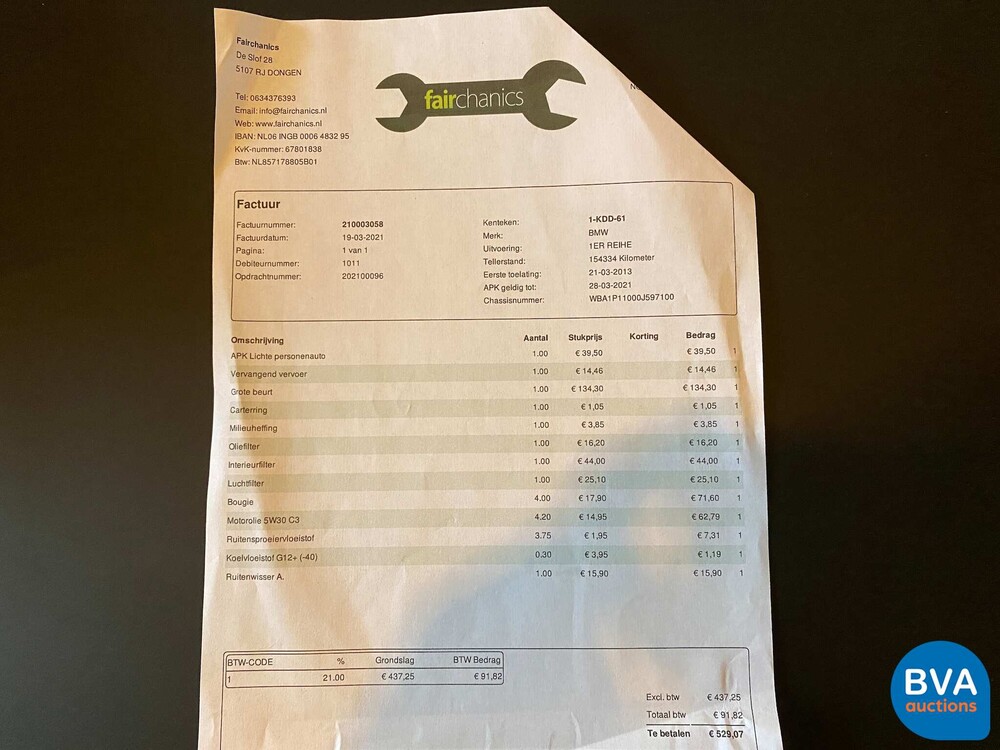 Fairchanics
De Slof 28
5107 RJ DONGEN
Tel: 0634376393
Email: info@fairchanics.nl
Web: www.fairchanics.nl
IBAN: NL06 INGB 0006 4832 95
KvK-nummer: 67801838
Btw: NL857178805B01
fairchanics
Factuur
Factuurnummer: 210003058
Factuurdatum: 19-03-2021
Pagina: 1 van 1
Debiteurnummer: 1011
Opdrachtnummer: 202100096
Kenteken: 1-KDD-61
Merk: BMW
Uitvoering: 1ER REIHE
Tellerstand: 154334 Kilometer
Eerste toelating: 21-03-2013
APK geldig tot: 28-03-2021
Chassisnummer: WBA1P11000J597100
Omschrijving Aantal Stukprijs Korting Bedrag
APK Lichte personenauto 1.00 € 39,50 € 39,50 1
Vervangend vervoer 1.00 € 14,46 € 14,46 1
Grote beurt 1.00 € 134,30 € 134,30 1
Carterring 1.00 € 1,05 € 1,05 1
Milieuheffing 1.00 € 3,85 € 3,85 1
Oliefilter 1.00 € 16,20 € 16,20 1
Interieurfilter 1.00 € 44,00 € 44,00 1
Luchtfilter 1.00 € 25,10 € 25,10 1
Bougie 4.00 € 17,90 € 71,60 1
Motorolie 5W30 C3 4.20 € 14,95 € 62,79 1
Ruitensproeiervloeistof 3.75 € 1,95 € 7,31 1
Koelvloeistof G12+ (-40) 0.30 € 3,95 € 1,19 1
Ruitenwisser A. 1.00 € 15,90 € 15,90 1
BTW-CODE % Grondslag BTW Bedrag
1 21.00 € 437,25 € 91,82
Excl. btw € 437,25
Totaal btw € 91,82
Te betalen € 529,07
BVA
auctions